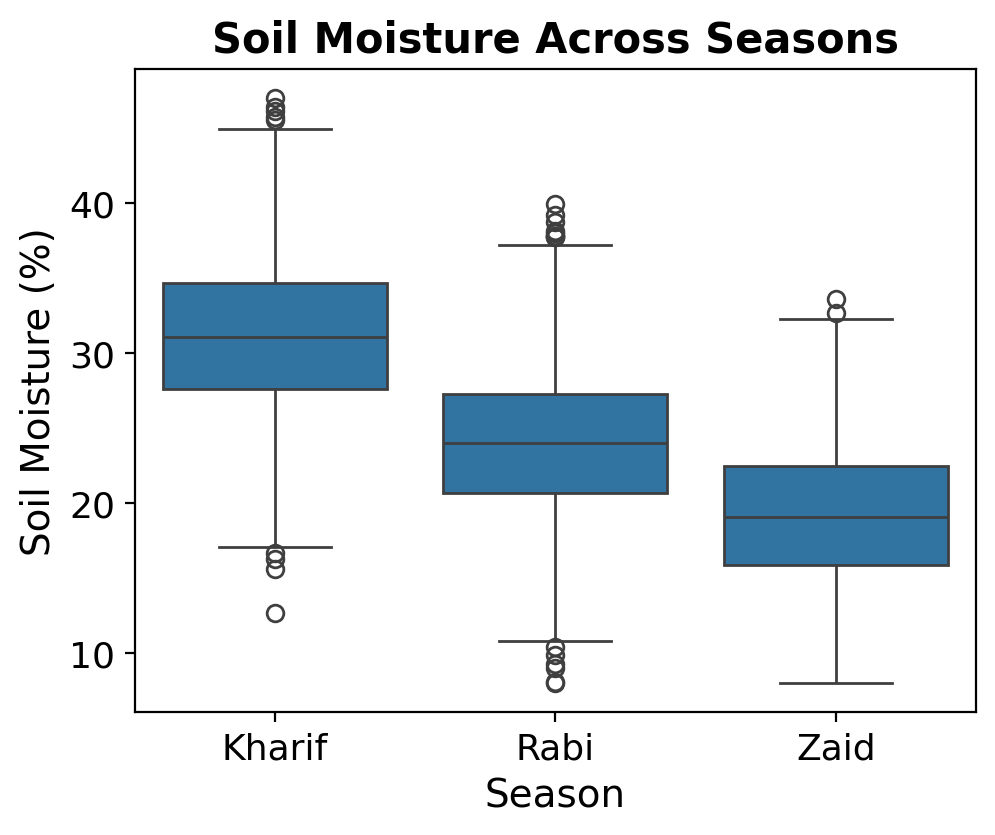 Soil Moisture Across Seasons
Soil Moisture (%)
40
30
20
10
Kharif
Rabi
Zaid
Season